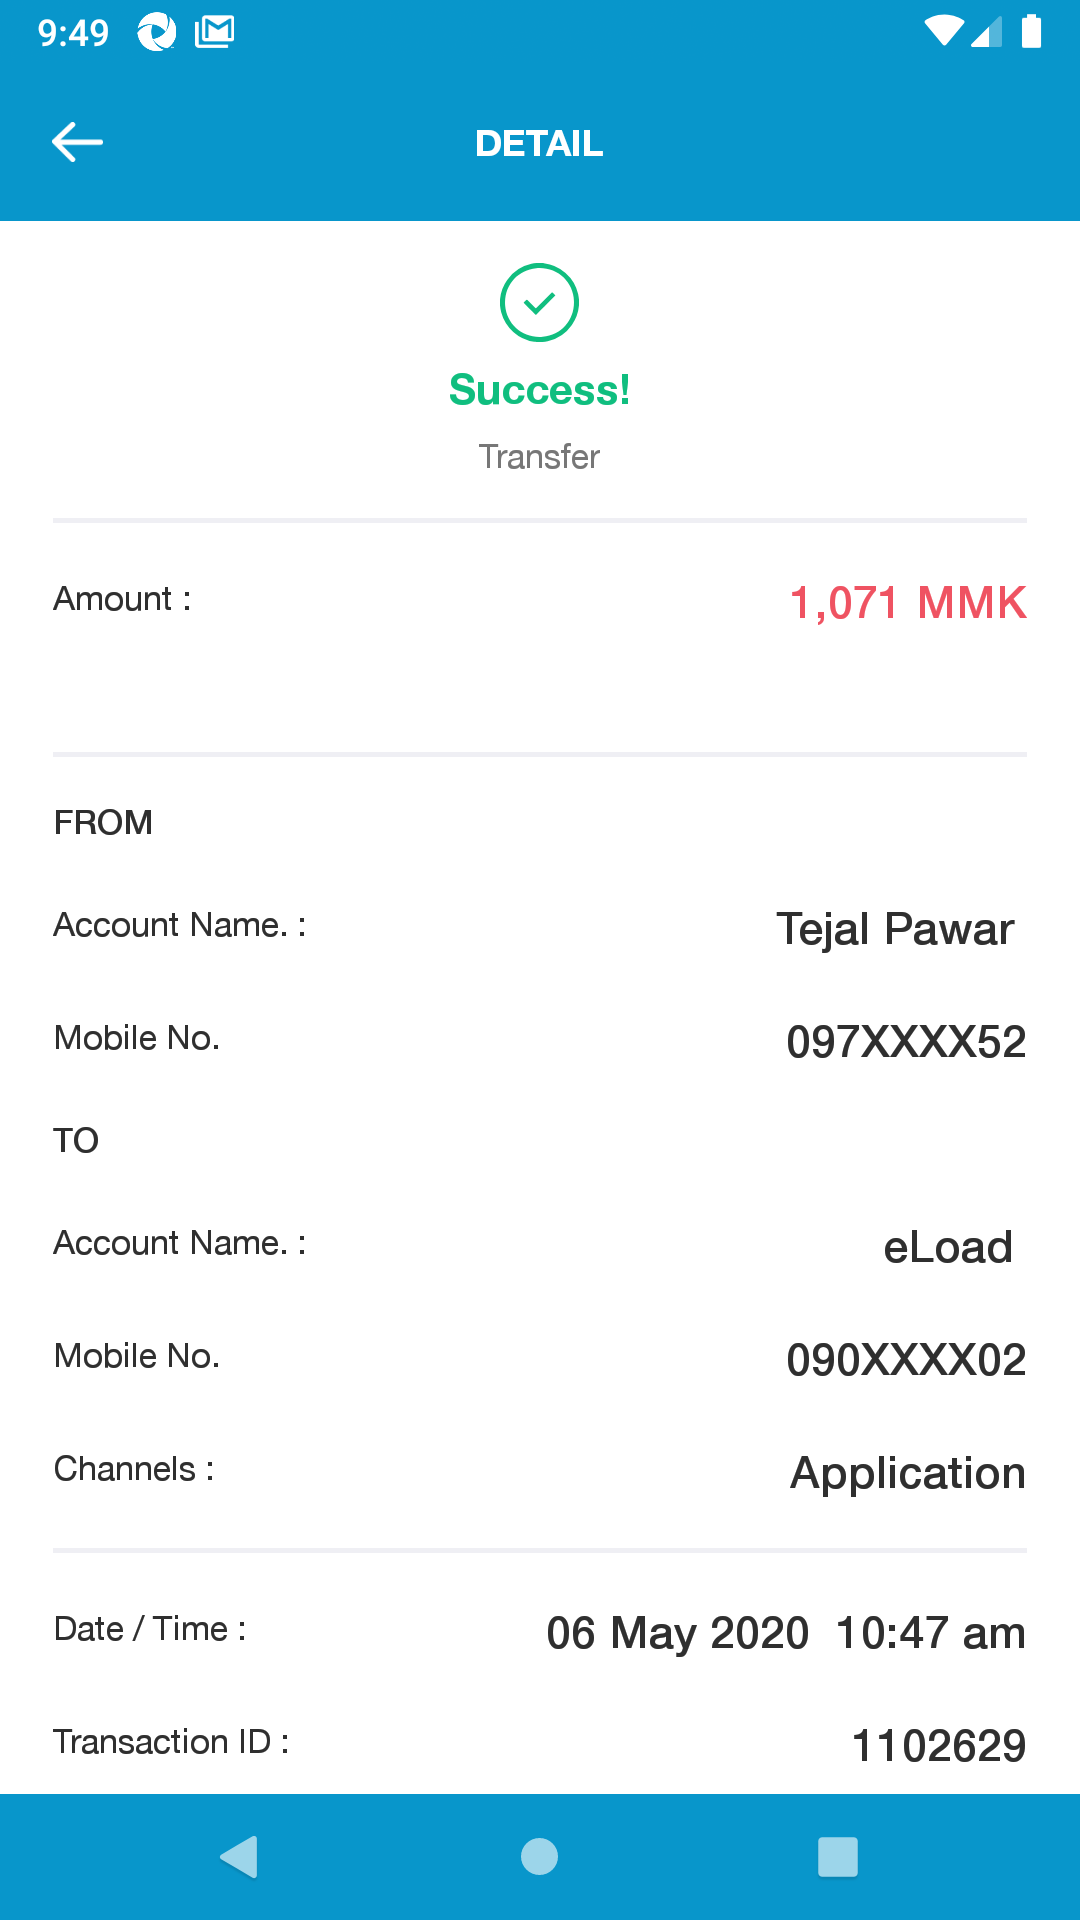 9:49
DETAIL
Success!
Transfer
Amount : 1,071 MMK
FROM
Account Name. : Tejal Pawar
Mobile No. 097XXXX52
TO
Account Name. : eLoad
Mobile No. 090XXXX02
Channels : Application
Date / Time : 06 May 2020 10:47 am
Transaction ID : 1102629